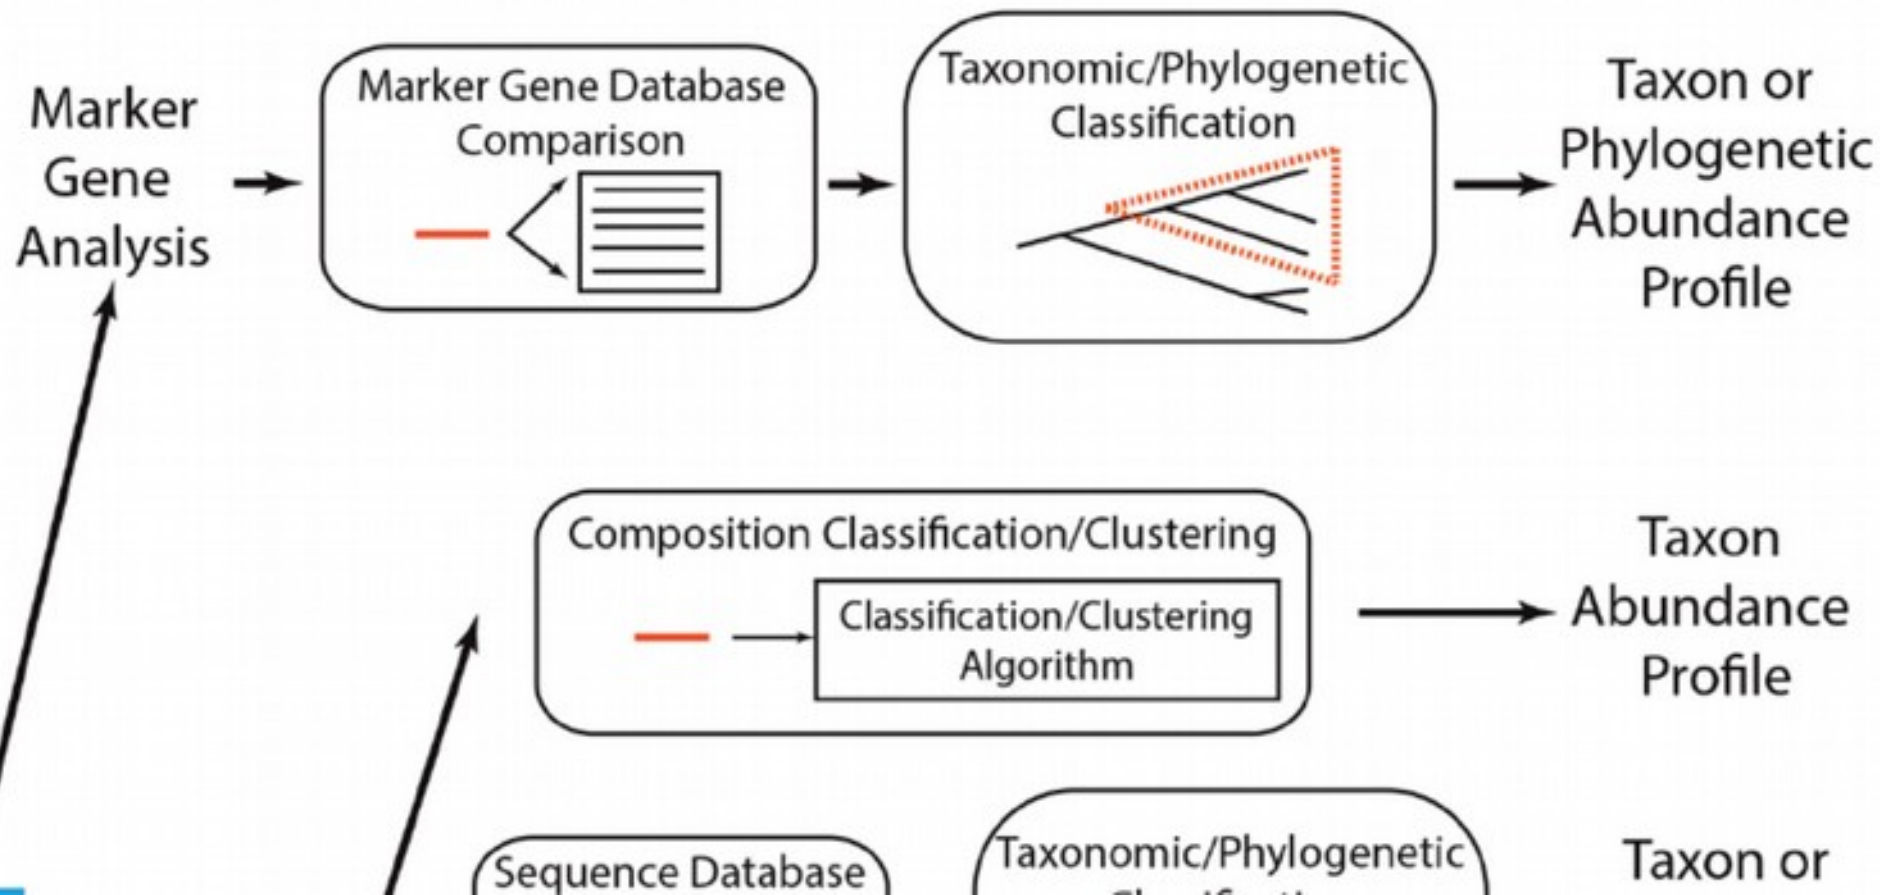 Marker
Gene
Analysis
Marker Gene Database
Comparison
Taxonomic/Phylogenetic
Classification
Taxon or
Phylogenetic
Abundance
Profile
Composition Classification/Clustering
Classification/Clustering
Algorithm
Taxon
Abundance
Profile
Sequence Database
Taxonomic/Phylogenetic
Taxon or